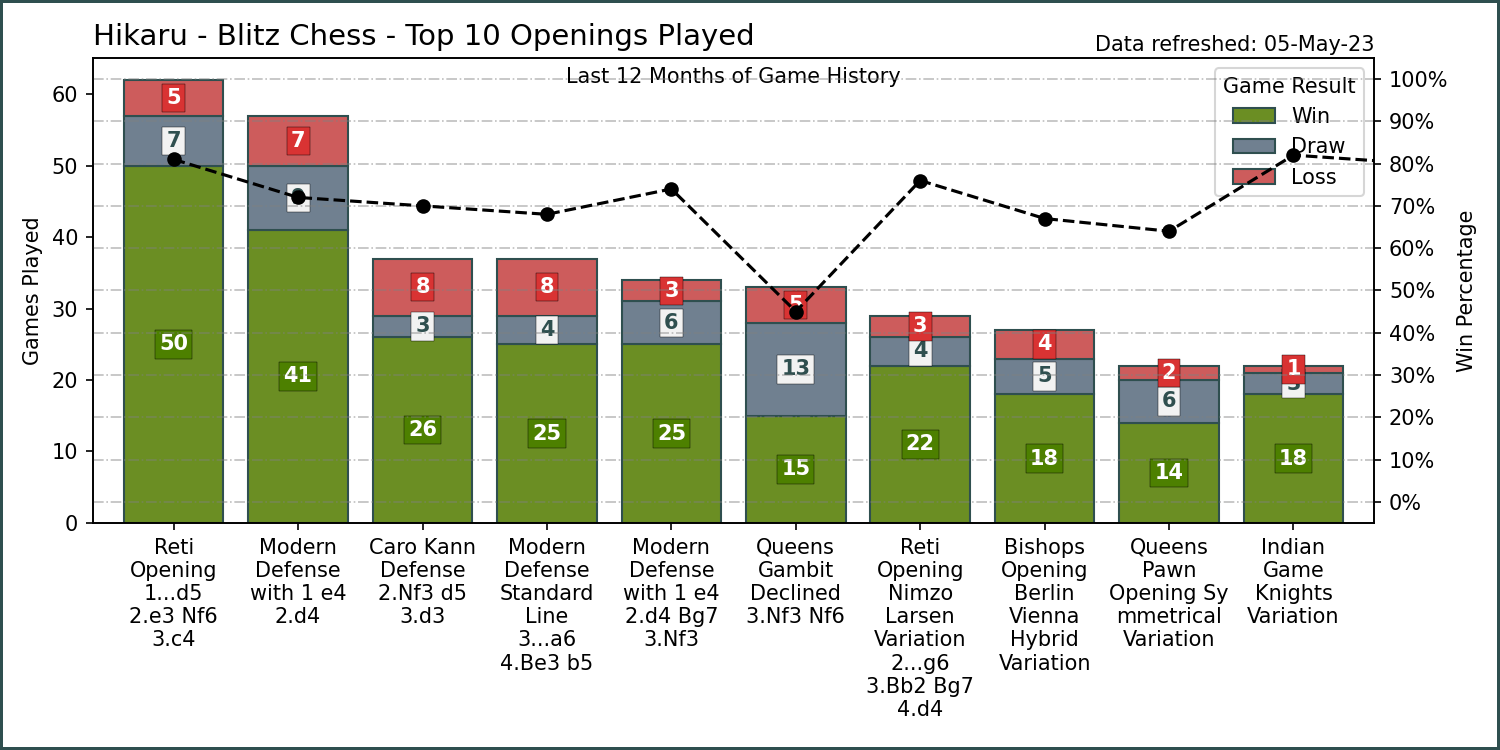 Hikaru - Blitz Chess - Top 10 Openings Played
Data refreshed: 05-May-23
Last 12 Months of Game History
Game Result
Win
Draw
Loss
Games Played
60
50
40
30
20
10
0
100%
90%
80%
70%
60%
50%
40%
30%
20%
10%
0%
Win Percentage
5
7
50
7
41
8
3
26
8
4
25
3
6
25
5
13
15
3
4
22
4
5
18
2
6
14
1
3
18
Reti
Opening
1...d5
2.e3 Nf6
3.c4
Modern
Defense
with 1 e4
2.d4
Caro Kann
Defense
2.Nf3 d5
3.d3
Modern
Defense
Standard
Line
3...a6
4.Be3 b5
Modern
Defense
with 1 e4
2.d4 Bg7
3.Nf3
Queens
Gambit
Declined
3.Nf3 Nf6
Reti
Opening
Nimzo
Larsen
Variation
2...g6
3.Bb2 Bg7
4.d4
Bishops
Opening
Berlin
Vienna
Hybrid
Variation
Queens
Pawn
Opening Sy
mmetrical
Variation
Indian
Game
Knights
Variation